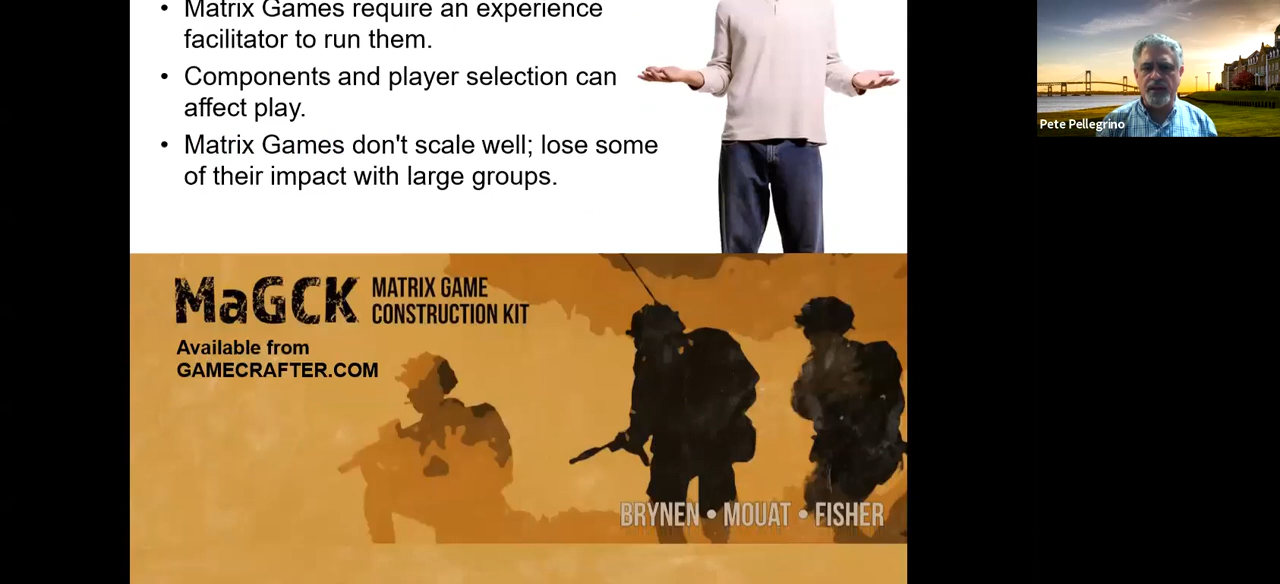 • Matrix Games require an experience
facilitator to run them.
• Components and player selection can
affect play.
• Matrix Games don't scale well; lose some
of their impact with large groups.
MaGCK MATRIX GAME
CONSTRUCTION KIT
Available from
GAMECRAFTER.COM
BRYNEN • MOUAT • FISHER
Pete Pellegrino